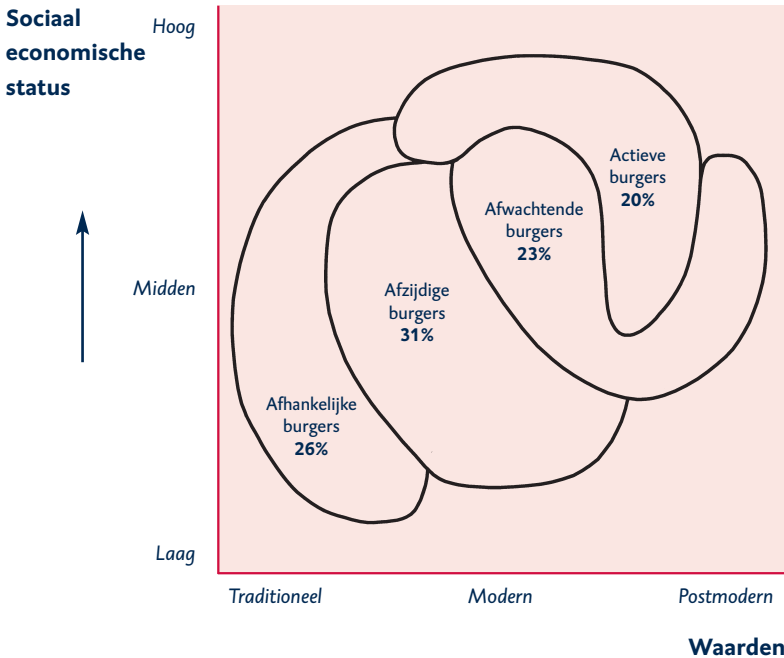 Sociaal
economische
status
Hoog
Actieve
burgers
20%
Afwachtende
burgers
23%
Midden
Afzijdige
burgers
31%
Afhankelijke
burgers
26%
Laag
Traditioneel
Modern
Postmodern
Waarden